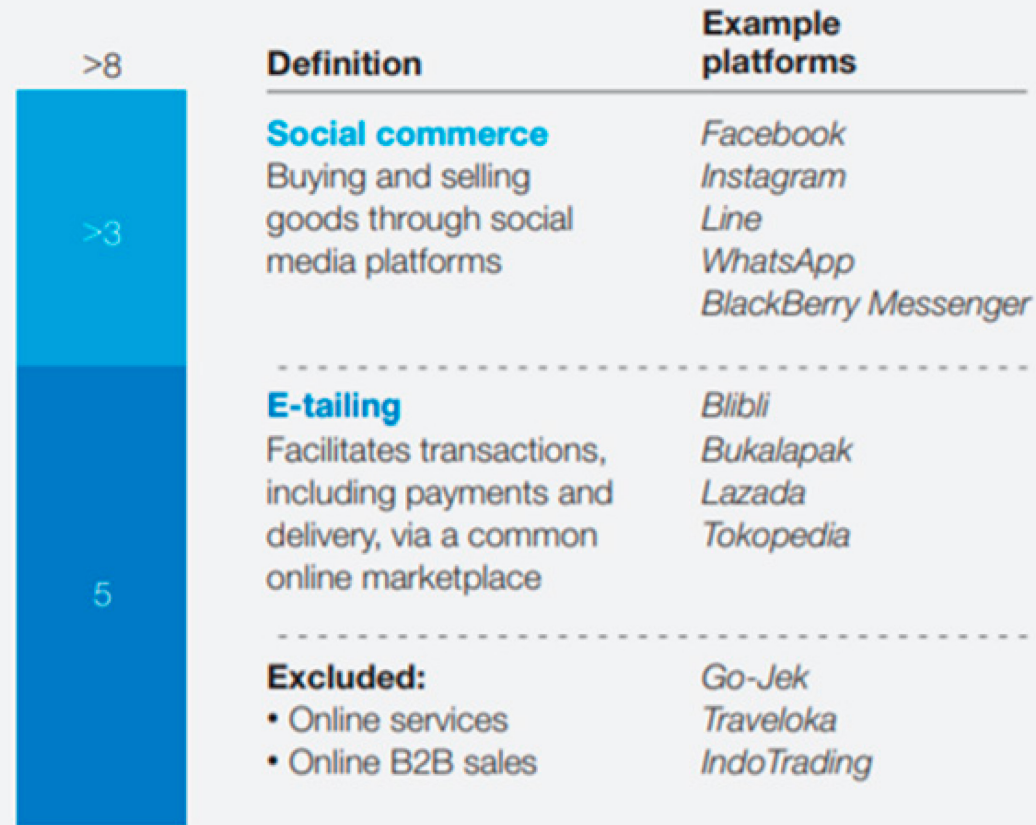 >8
>3
5
Definition
Example
platforms
Social commerce
Buying and selling
goods through social
media platforms
Facebook
Instagram
Line
WhatsApp
BlackBerry Messenger
E-tailing
Facilitates transactions,
including payments and
delivery, via a common
online marketplace
Blibli
Bukalapak
Lazada
Tokopedia
Excluded:
• Online services
• Online B2B sales
Go-Jek
Traveloka
IndoTrading